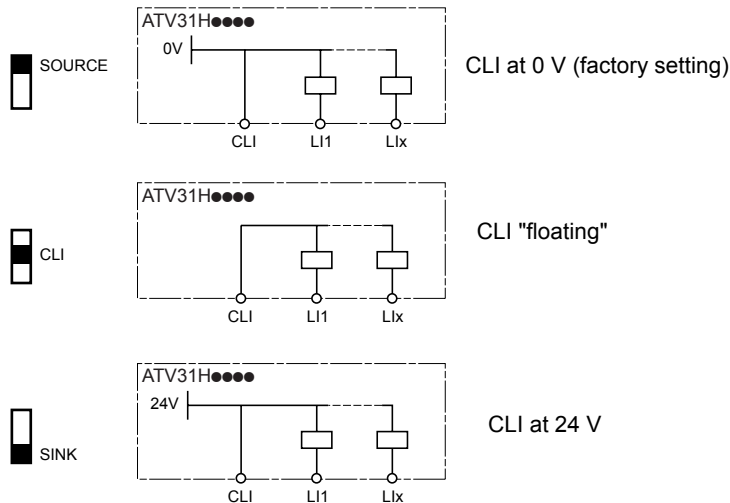 ATV31H●●●●
0V
SOURCE
CLI at 0 V (factory setting)
CLI LI1 LIx
ATV31H●●●●
CLI "floating"
CLI
CLI LI1 LIx
ATV31H●●●●
24V
CLI at 24 V
SINK
CLI LI1 LIx